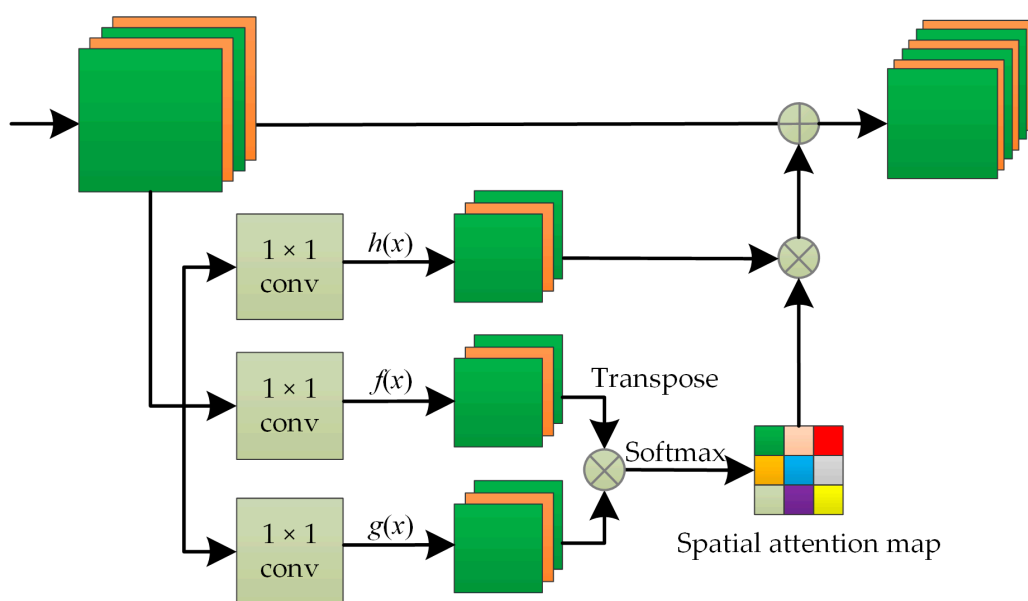 1 × 1
conv
h(x)
1 × 1
conv
f(x)
Transpose
Softmax
1 × 1
conv
g(x)
Spatial attention map